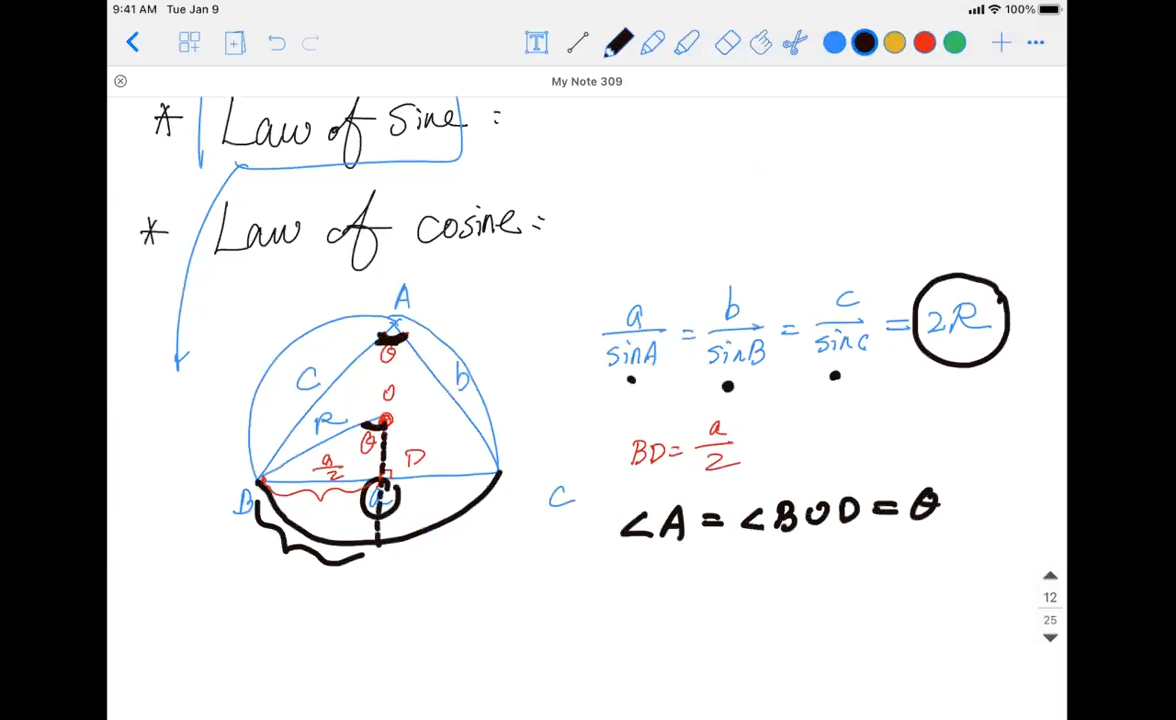 9:41 AM Tue Jan 9
100%
My Note 309
* Law of Sine :
* Law of cosine =
A
θ
C
b
O
R
θ
a/2
D
B
a
C
a/sinA = b/sinB = c/sinC = 2R
BD = a/2
∠A = ∠BOD = θ
12
25